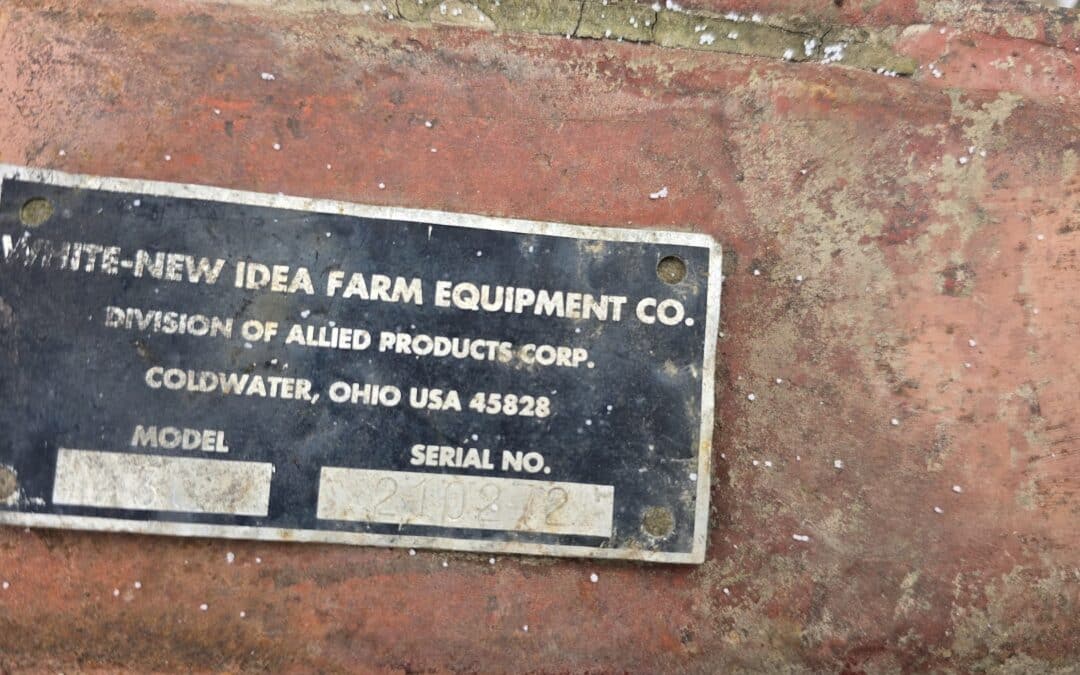 WHITE-NEW IDEA FARM EQUIPMENT CO.
DIVISION OF ALLIED PRODUCTS CORP.
COLDWATER, OHIO USA 45828
MODEL
SERIAL NO.